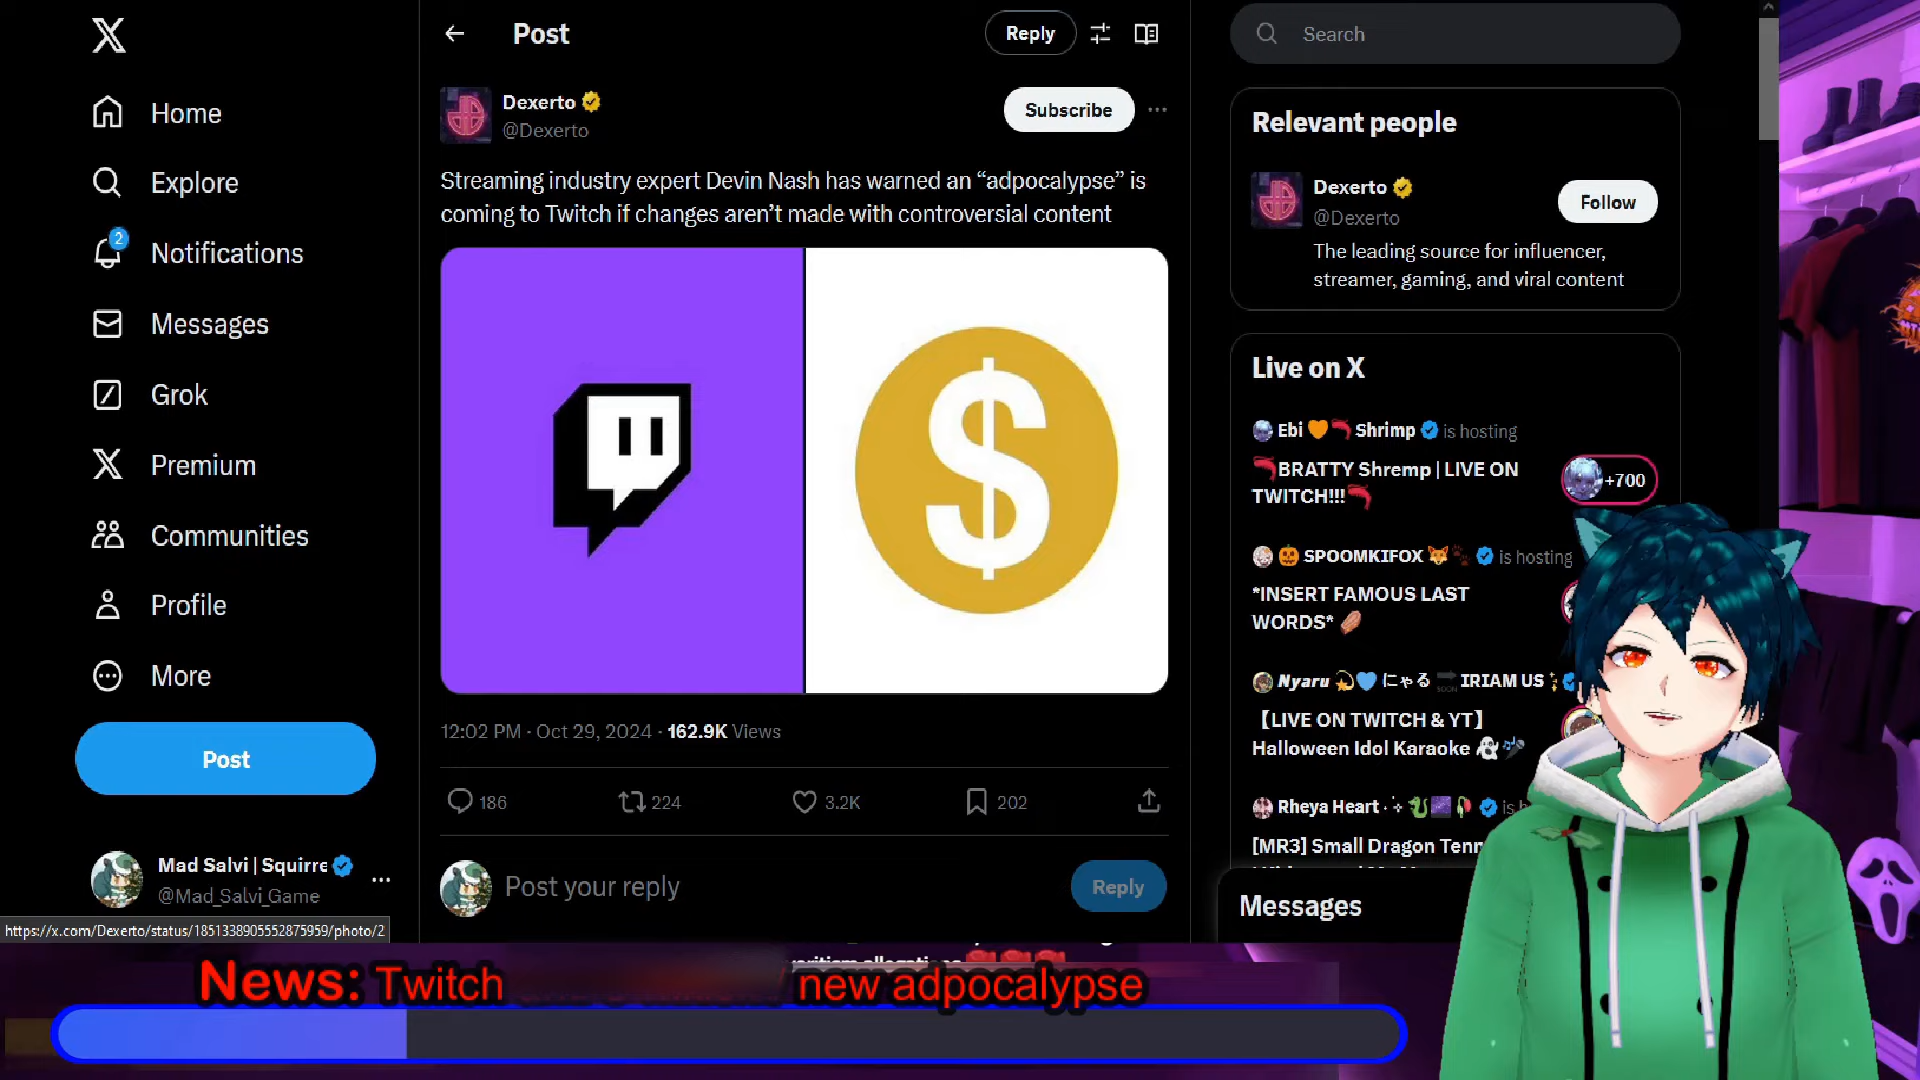 Home
Explore
2
Notifications
Messages
Grok
Premium
Communities
Profile
More
Post
Mad Salvi | Squirre
@Mad_Salvi_Game
https://x.com/Dexerto/status/1851338905552875959/photo/2
Post
Reply
Dexerto
@Dexerto
Subscribe
Streaming industry expert Devin Nash has warned an “adpocalypse” is
coming to Twitch if changes aren’t made with controversial content
12:02 PM · Oct 29, 2024 · 162.9K Views
186
224
3.2K
202
Post your reply
Reply
Search
Relevant people
Dexerto
@Dexerto
Follow
The leading source for influencer,
streamer, gaming, and viral content
Live on X
Ebi 🧡🦐 Shrimp is hosting
🦐BRATTY Shremp | LIVE ON
TWITCH!!!🦐
+700
🎃 SPOOMKIFOX 🦊🐾 is hosting
*INSERT FAMOUS LAST
WORDS*
Nyaru 💫🩵 にゃる 🔜 IRIAM US
【LIVE ON TWITCH & YT】
Halloween Idol Karaoke 👻🎤
Rheya Heart is h
[MR3] Small Dragon Tenn
Messages
News: Twitch new adpocalypse